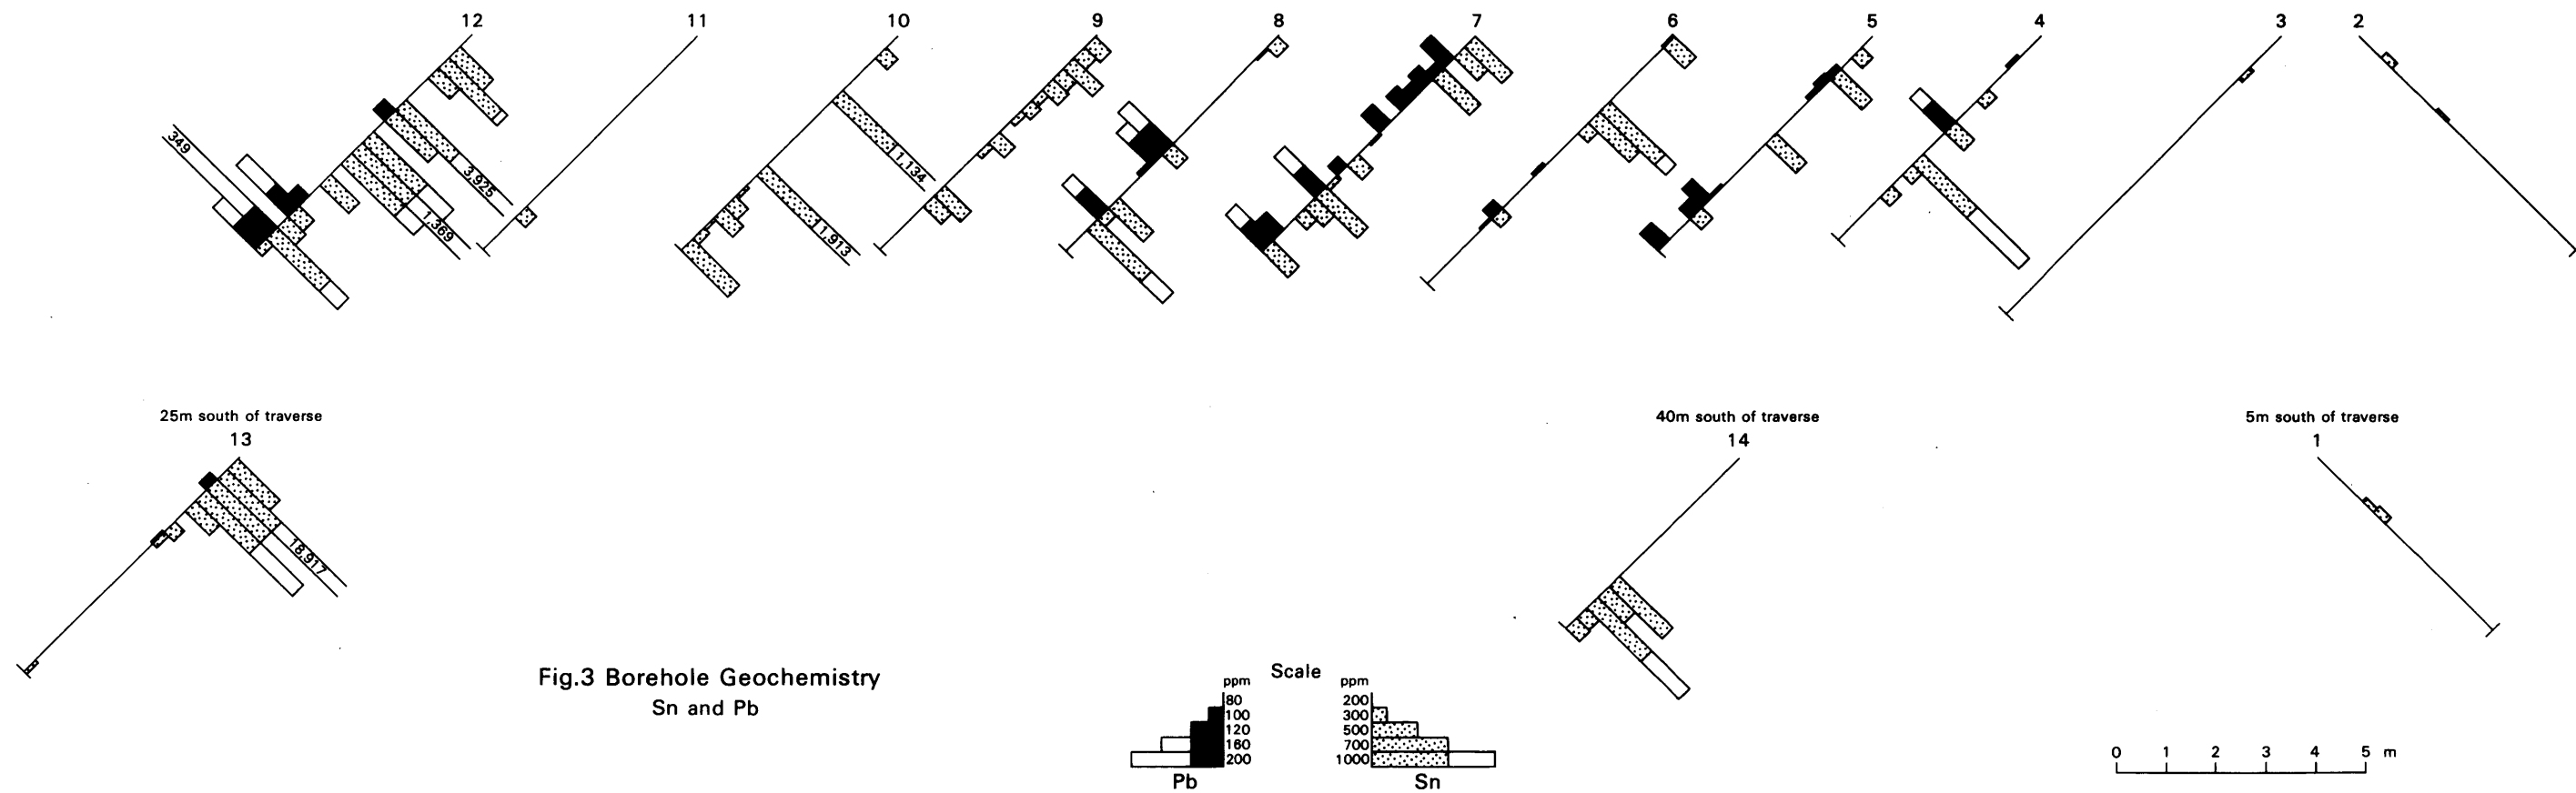 12 11 10 9 8 7 6 5 4 3 2
349
3,925
1,369
1,134
1,913
25m south of traverse
13
40m south of traverse
14
5m south of traverse
1
18,917
Fig.3 Borehole Geochemistry
Sn and Pb
Scale
ppm ppm
80 200
100 300
120 500
160 700
200 1000
Pb Sn
0 1 2 3 4 5 m